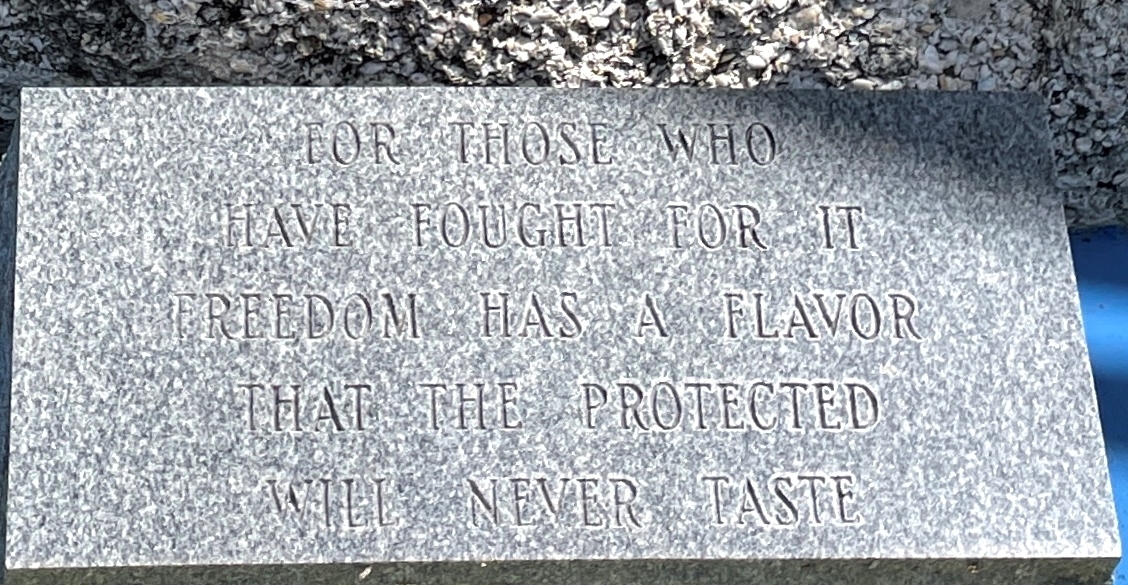 FOR THOSE WHO
HAVE FOUGHT FOR IT
FREEDOM HAS A FLAVOR
THAT THE PROTECTED
WILL NEVER TASTE